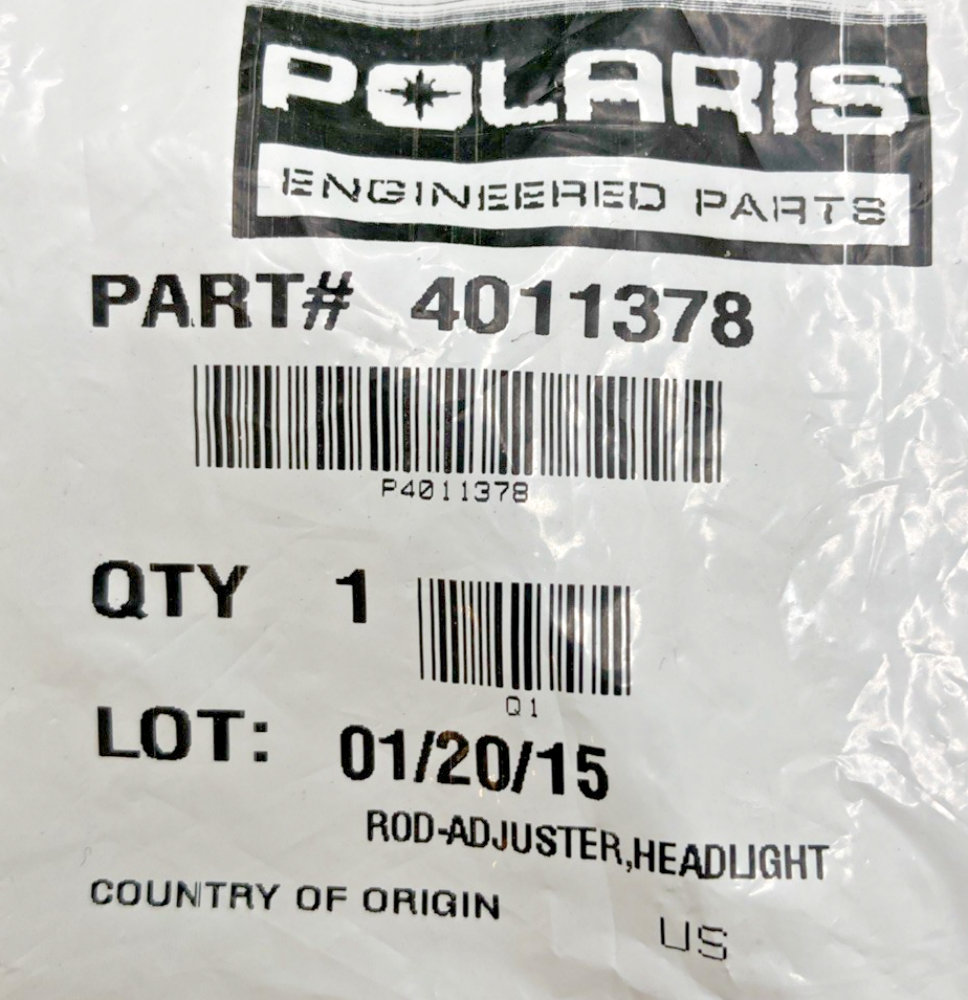 POLARIS
ENGINEERED PARTS
PART# 4011378
P4011378
QTY 1
Q1
LOT: 01/20/15
ROD-ADJUSTER,HEADLIGHT
COUNTRY OF ORIGIN
US